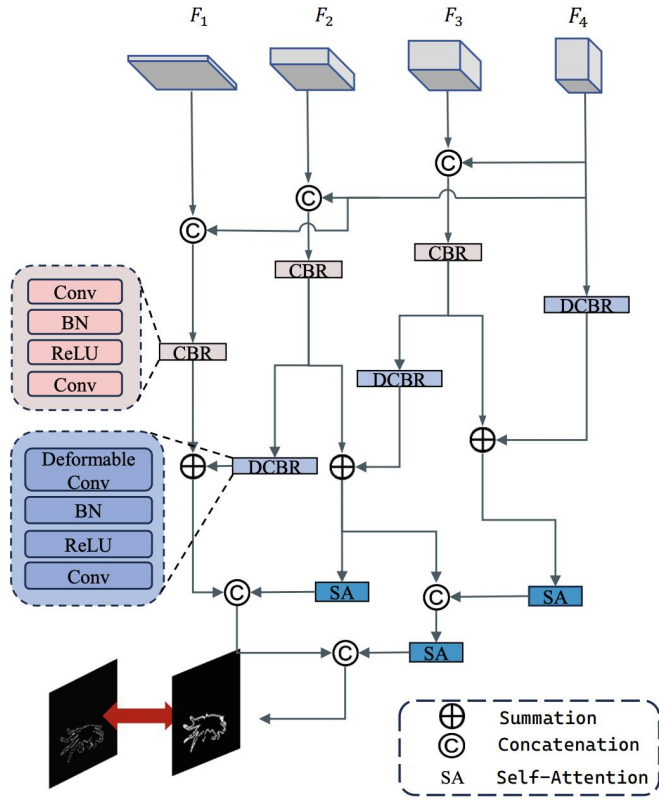 F1 F2 F3 F4
C
C
C
CBR
CBR
DCBR
Conv
BN
ReLU
Conv
CBR
DCBR
Deformable
Conv
BN
ReLU
Conv
DCBR
C
SA
C
SA
C
SA
Summation
C Concatenation
SA Self-Attention